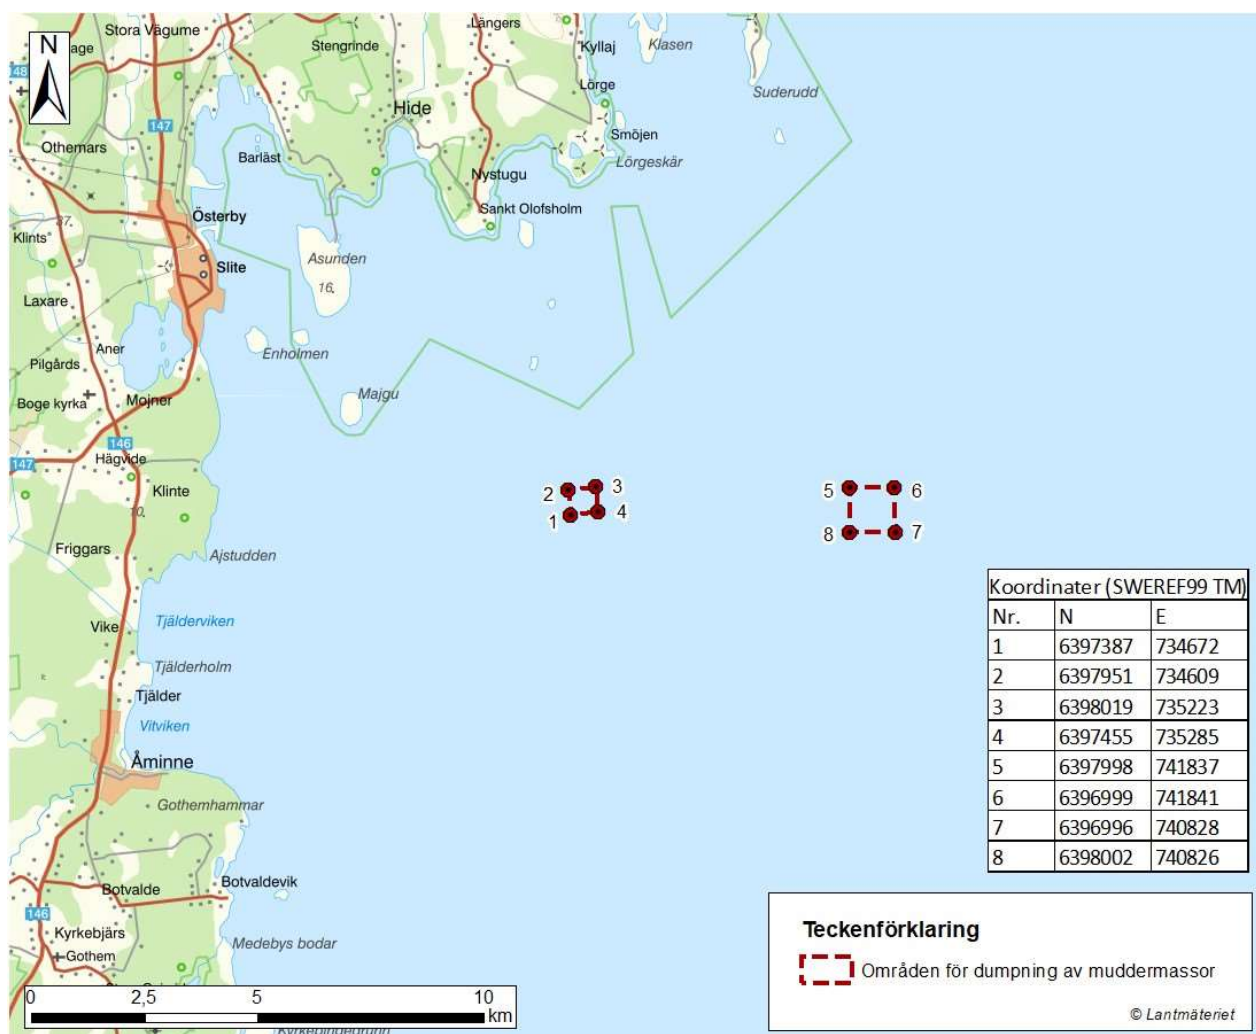 Stora Vägume
Längers
N
age
Stengrinde
Kyllaj
Klasen
148
Lörge
Suderudd
Hide
147
Smöjen
Othemars
Barläst
Lörgeskär
Nystugu
Österby
Sankt Olofsholm
37.
Klints
Slite
Asunden
16.
Laxare
Aner
Enholmen
Pilgårds
Majgu
Boge kyrka
Mojner
146
147
Hägvide
Klinte
10.
2
3
1
4
5
6
8
7
Friggars
Ajstudden
Tjälderviken
Vike
Tjälderholm
Tjälder
Vitviken
Åminne
Gothemhammar
Botvalde
Botvaldevik
146
Kyrkebjärs
Gothem
Medebys bodar
Koordinater (SWEREF99 TM)
Nr. N E
1 6397387 734672
2 6397951 734609
3 6398019 735223
4 6397455 735285
5 6397998 741837
6 6396999 741841
7 6396996 740828
8 6398002 740826
Teckenförklaring
Områden för dumpning av muddermassor
© Lantmäteriet
0 2,5 5 10
km